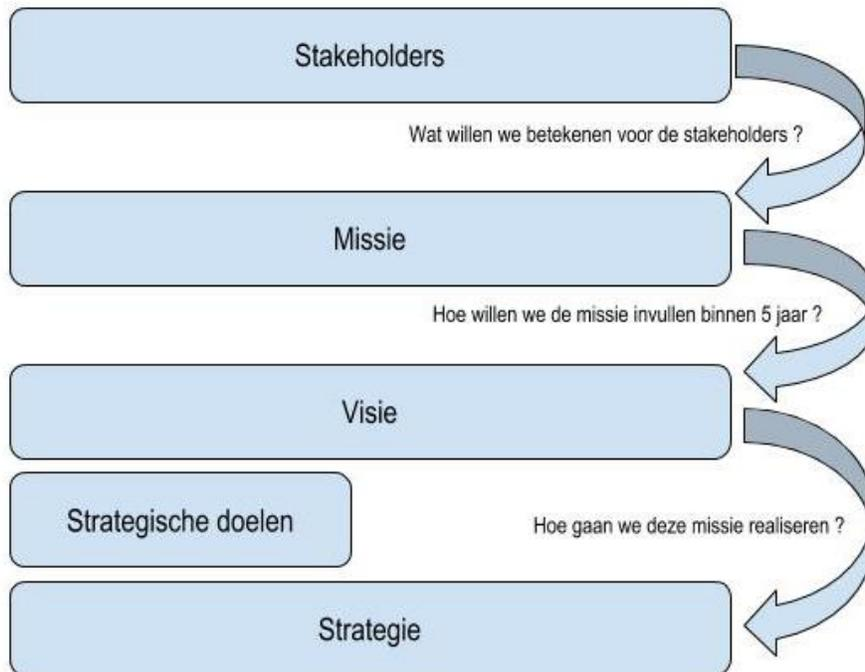 Stakeholders
Wat willen we betekenen voor de stakeholders ?
Missie
Hoe willen we de missie invullen binnen 5 jaar ?
Visie
Strategische doelen
Hoe gaan we deze missie realiseren ?
Strategie